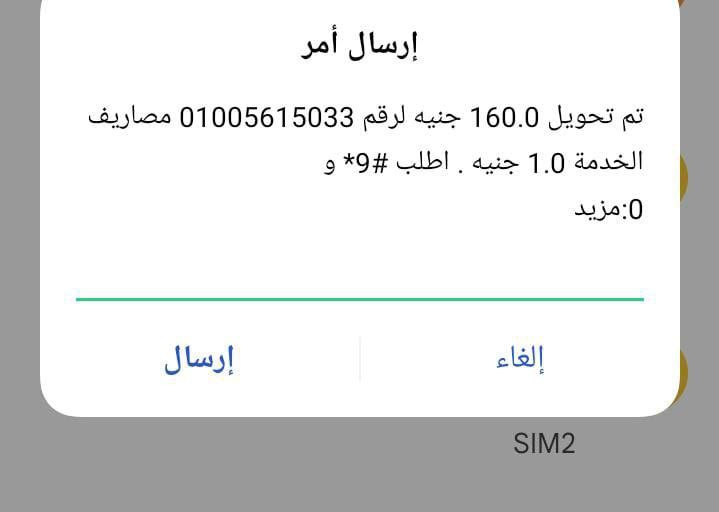 إرسال أمر
تم تحويل 160.0 جنيه لرقم 01005615033 مصاريف
الخدمة 1.0 جنيه . اطلب #9* و
0:مزيد
إلغاء
إرسال
SIM2